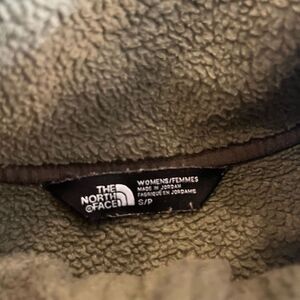 THE
NORTH
FACE
WOMENS/FEMMES
MADE IN JORDAN
FABRIQUÉ EN JORDANIE
S/P